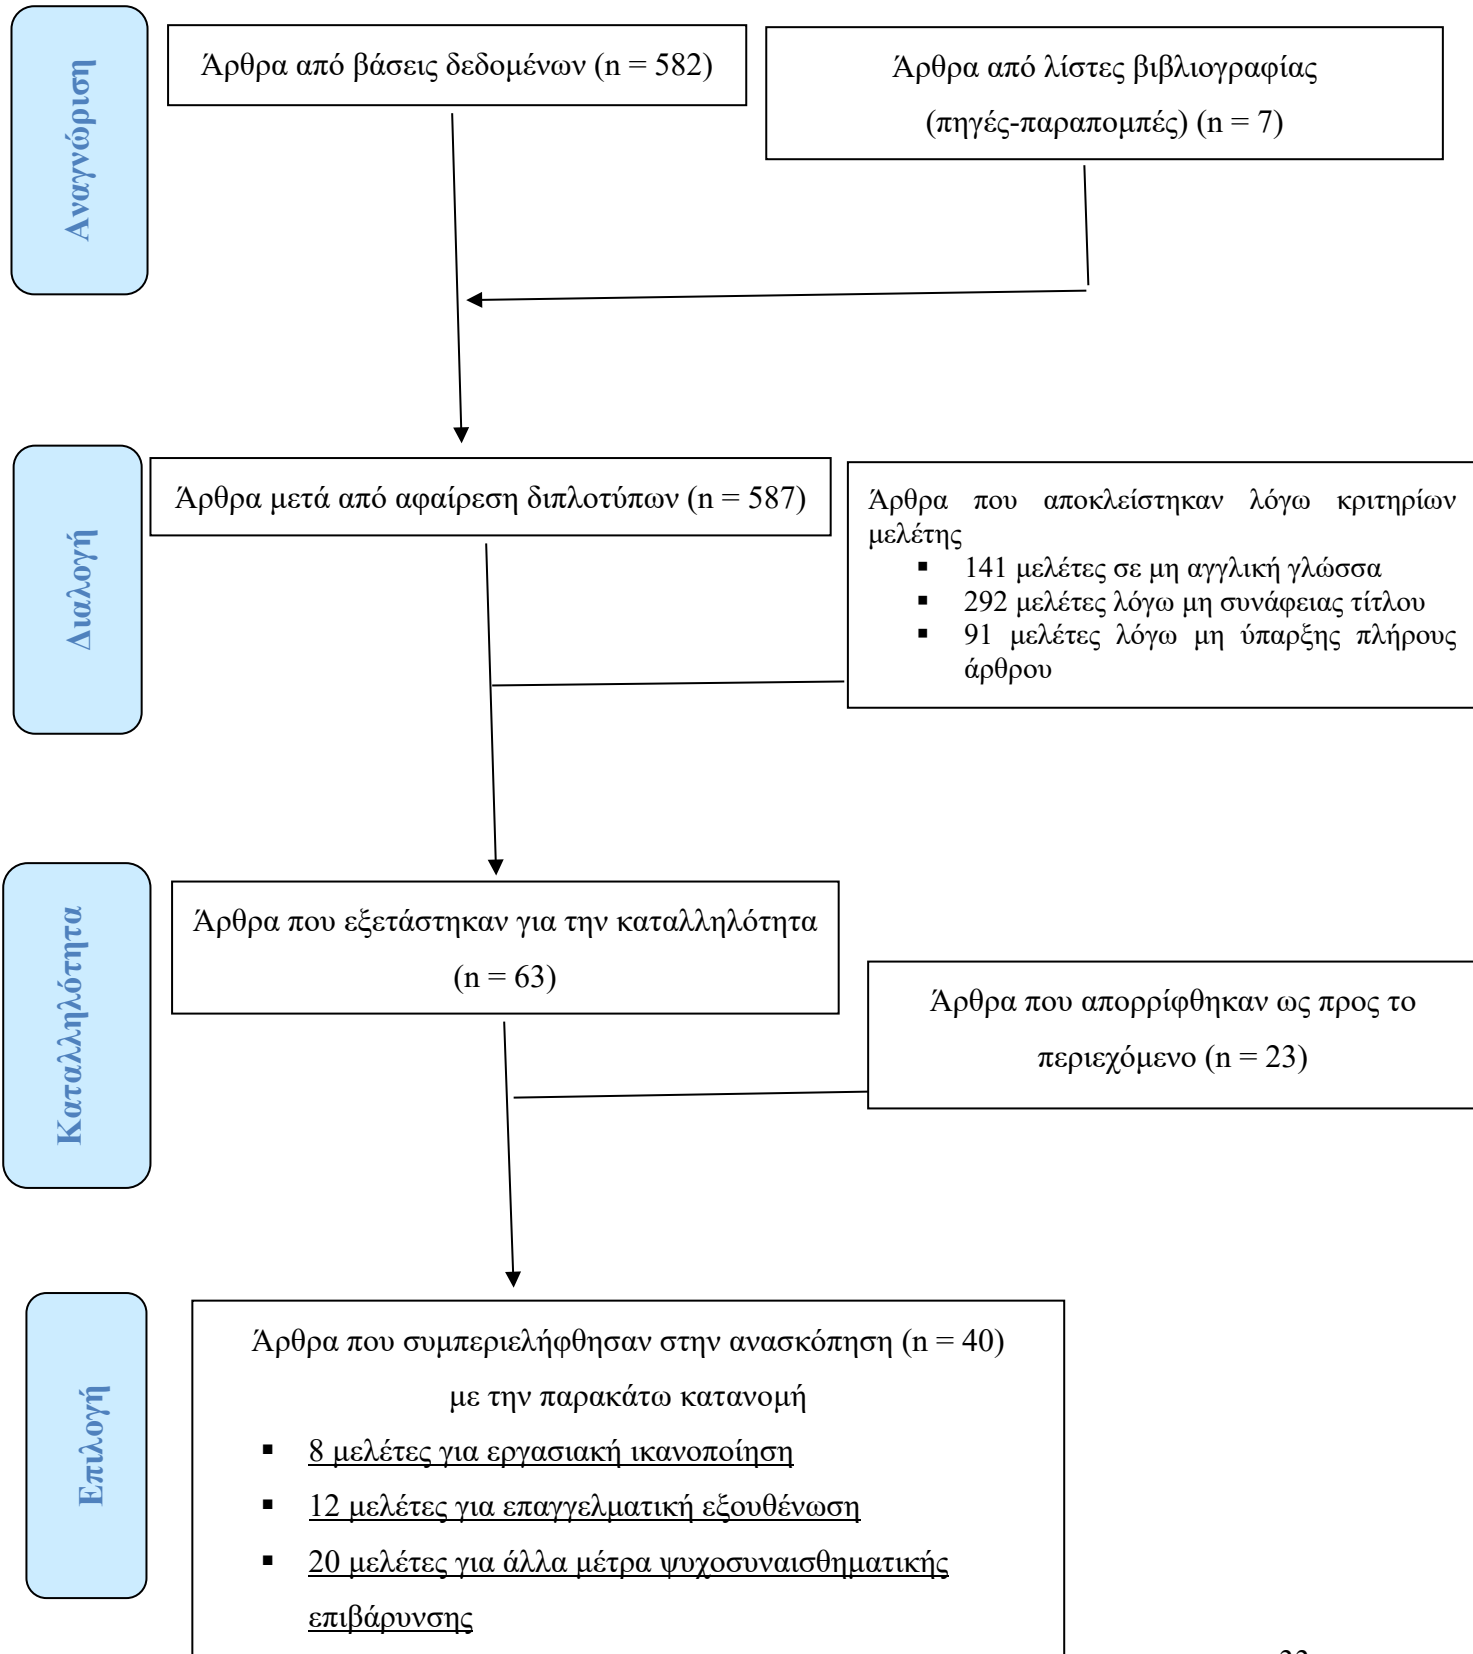 Αναγνώριση
Άρθρα από βάσεις δεδομένων (n = 582)
Άρθρα από λίστες βιβλιογραφίας
(πηγές-παραπομπές) (n = 7)
Διαλογή
Άρθρα μετά από αφαίρεση διπλοτύπων (n = 587)
Άρθρα που αποκλείστηκαν λόγω κριτηρίων
μελέτης
▪ 141 μελέτες σε μη αγγλική γλώσσα
▪ 292 μελέτες λόγω μη συνάφειας τίτλου
▪ 91 μελέτες λόγω μη ύπαρξης πλήρους
άρθρου
Καταλληλότητα
Άρθρα που εξετάστηκαν για την καταλληλότητα
(n = 63)
Άρθρα που απορρίφθηκαν ως προς το
περιεχόμενο (n = 23)
Επιλογή
Άρθρα που συμπεριελήφθησαν στην ανασκόπηση (n = 40)
με την παρακάτω κατανομή
▪ 8 μελέτες για εργασιακή ικανοποίηση
▪ 12 μελέτες για επαγγελματική εξουθένωση
▪ 20 μελέτες για άλλα μέτρα ψυχοσυναισθηματικής
επιβάρυνσης